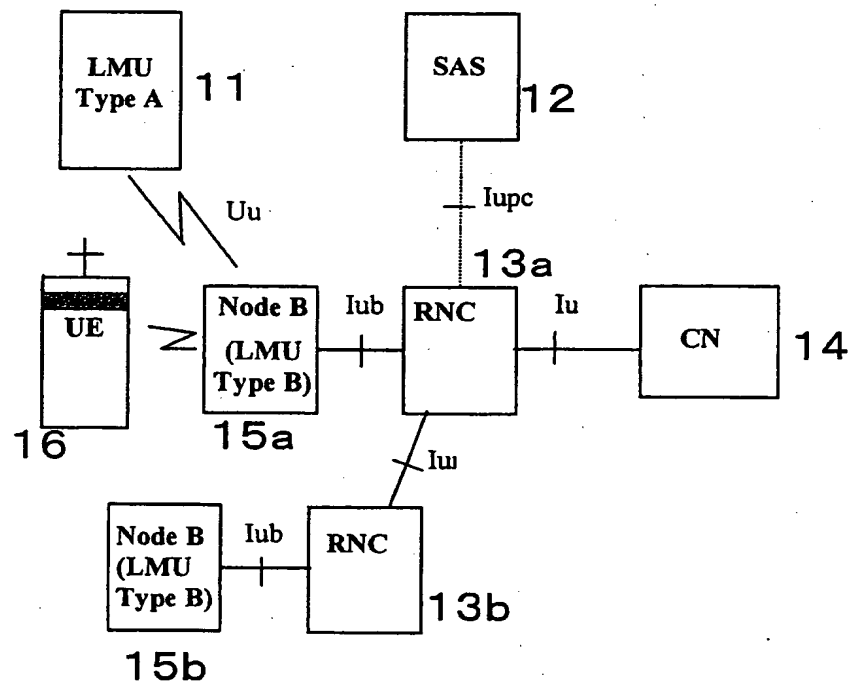 LMU
Type A
11
SAS
12
Uu
Iupc
13a
UE
16
Node B
(LMU
Type B)
15a
Iub
RNC
Iu
CN
14
Node B
(LMU
Type B)
15b
Iub
RNC
13b